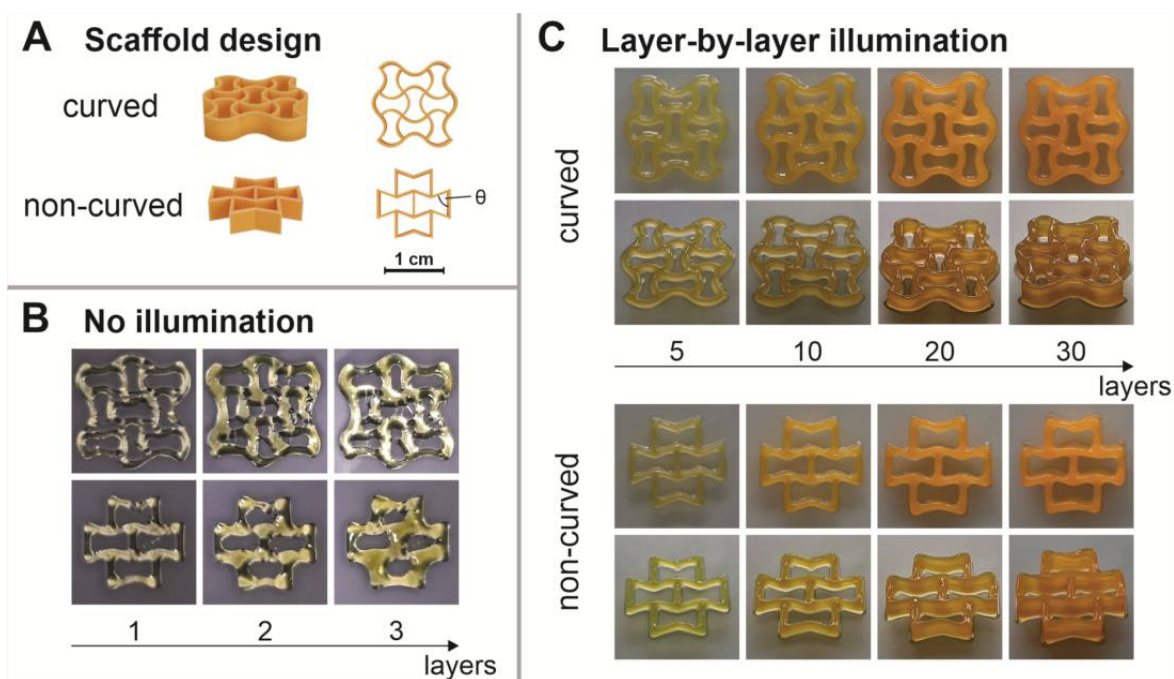 A Scaffold design
curved
non-curved
θ
1 cm
B No illumination
1 2 3
layers
C Layer-by-layer illumination
curved
5 10 20 30
layers
non-curved